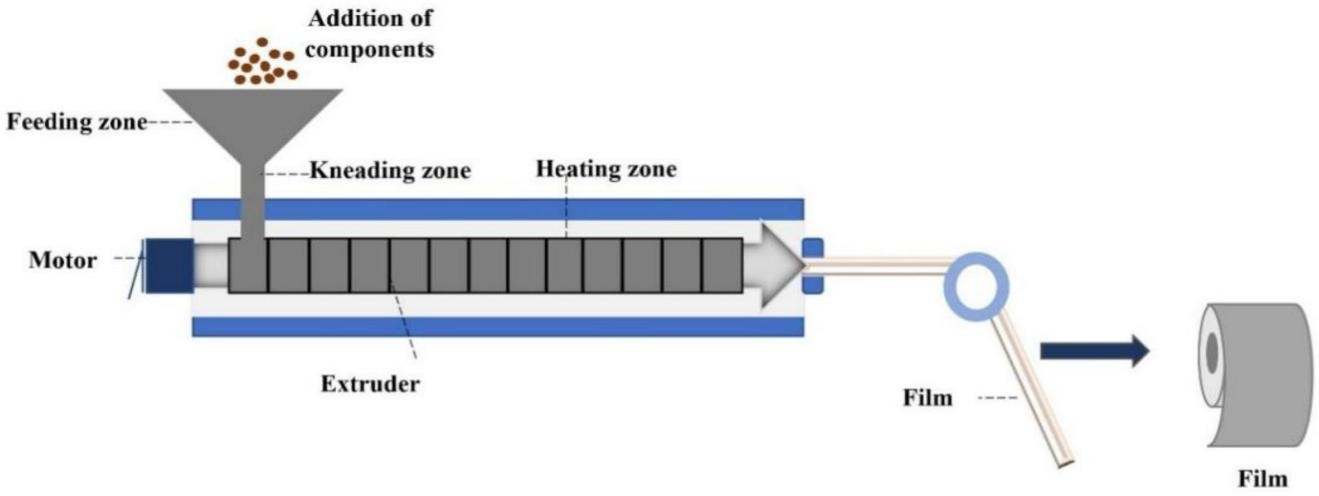 Addition of
components
Feeding zone
Kneading zone
Heating zone
Motor
Extruder
Film
Film